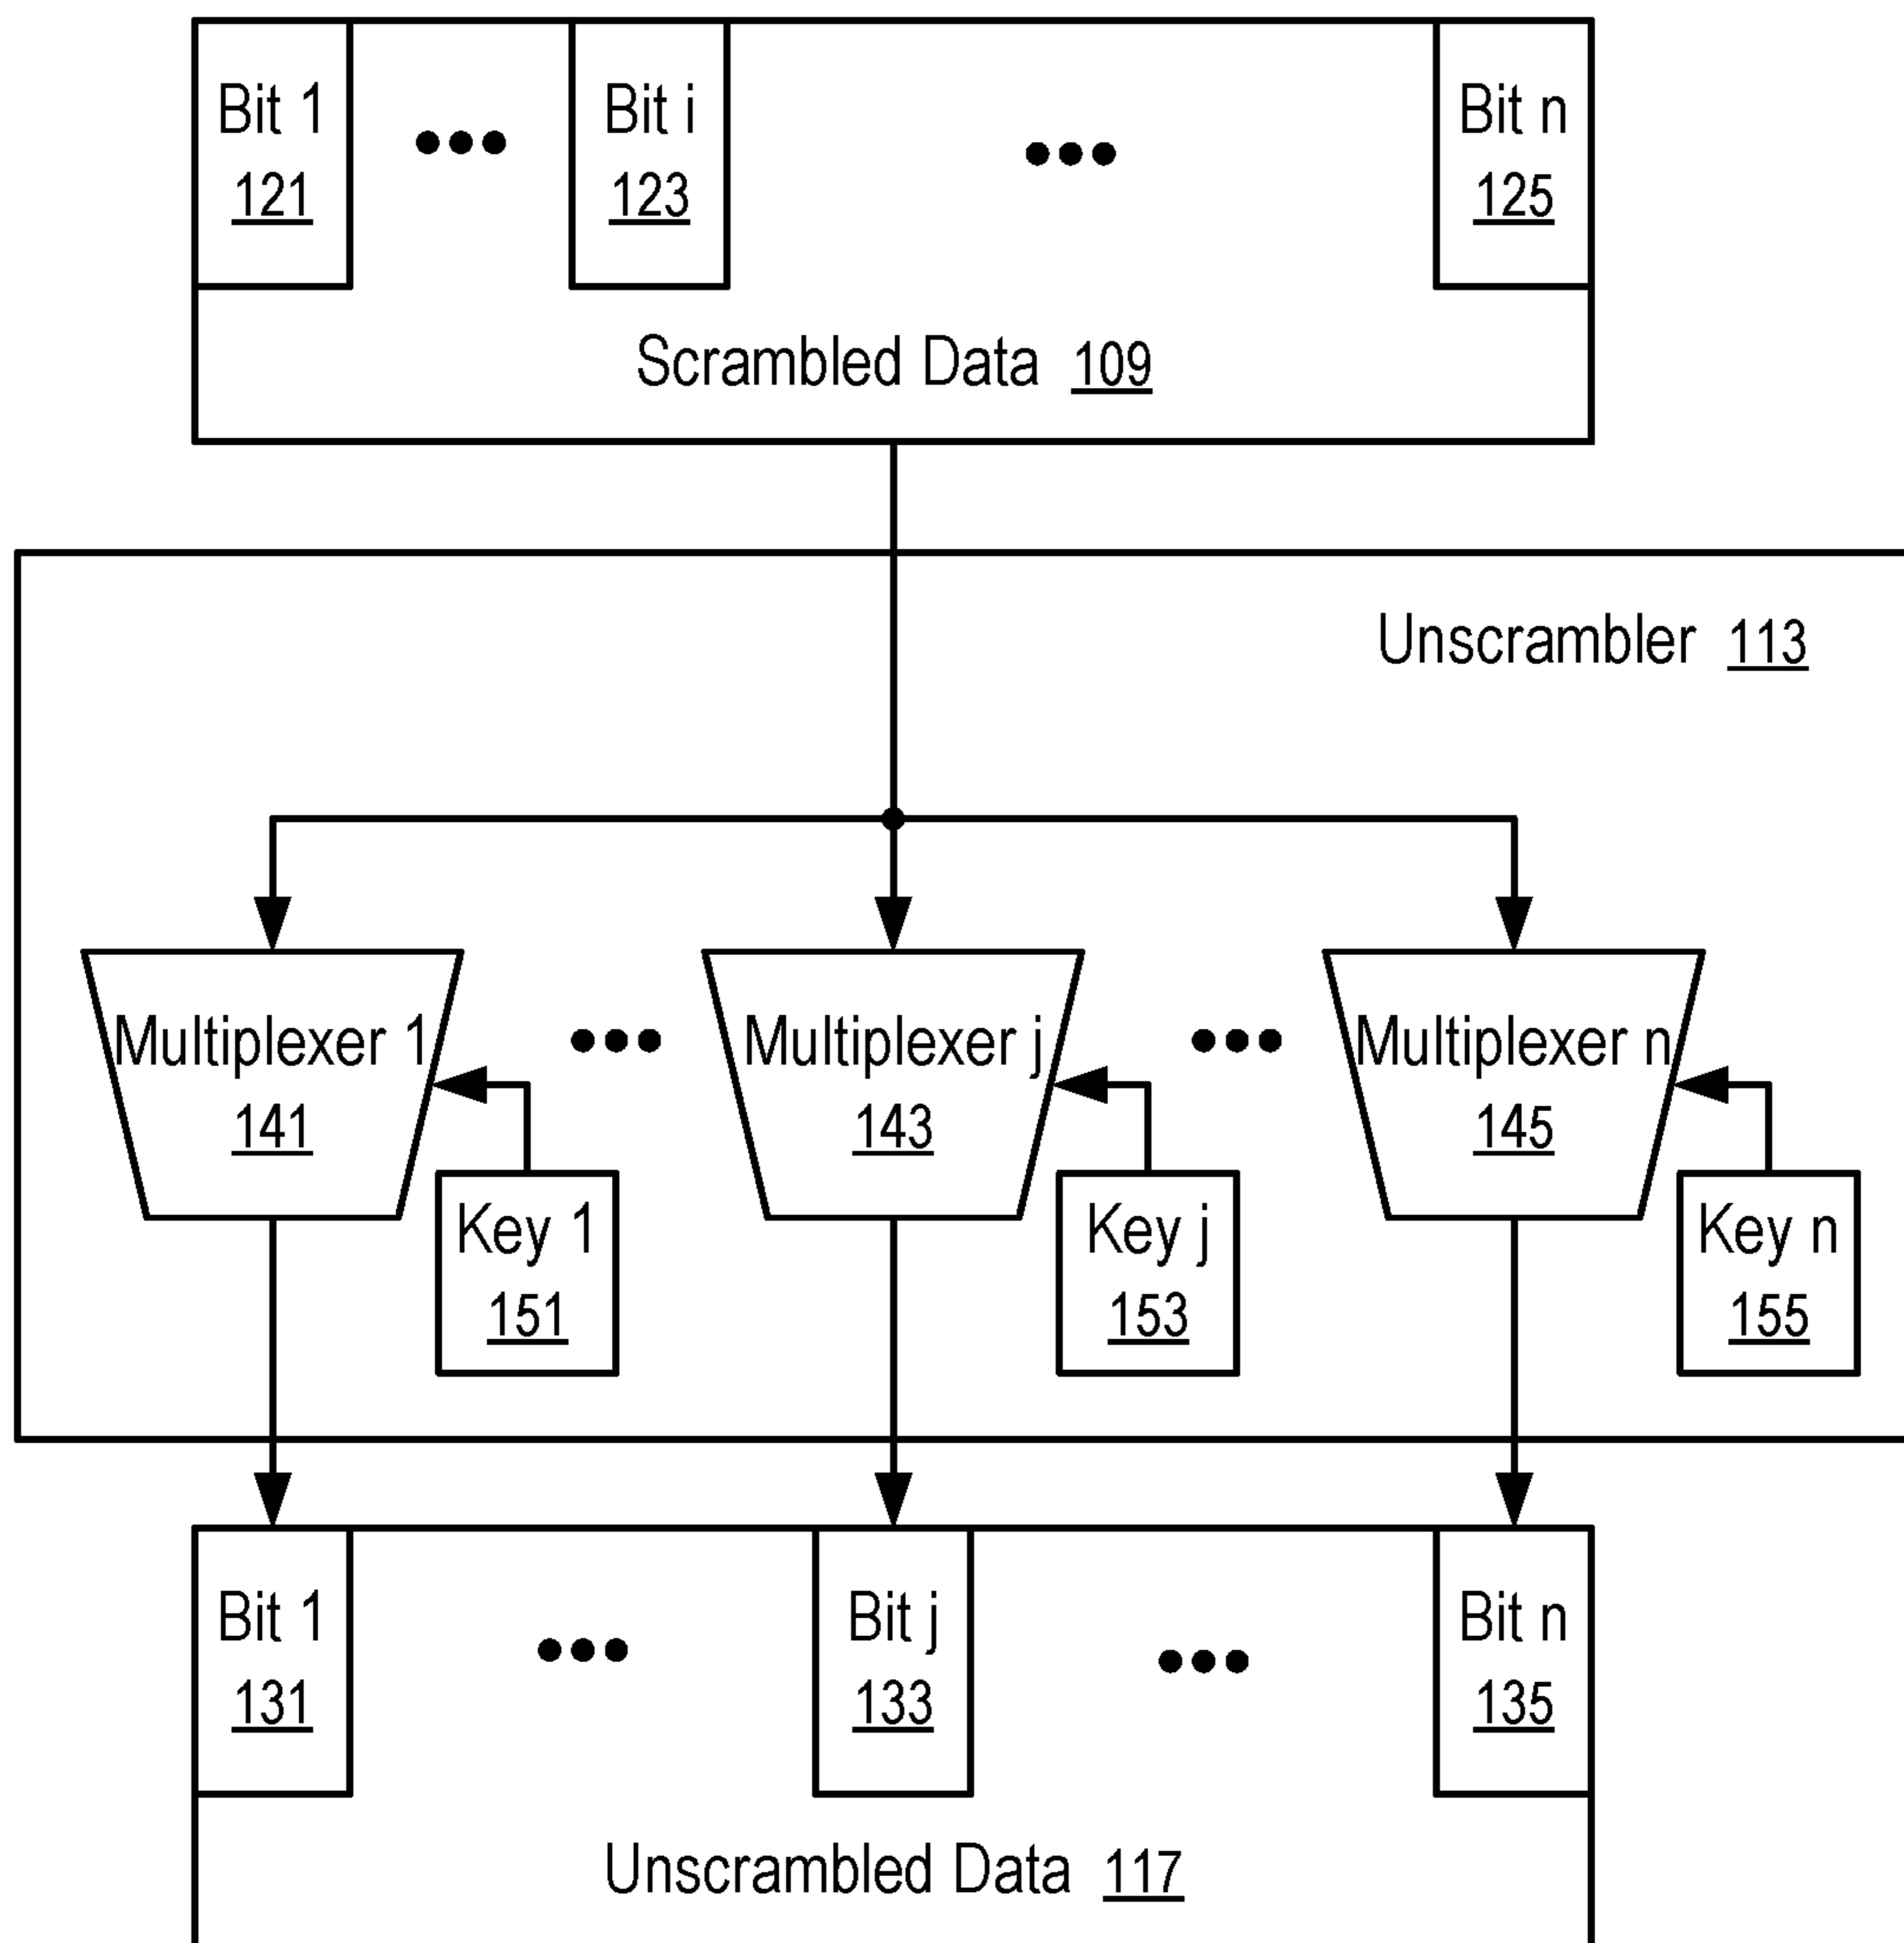 Bit 1
121
Bit i
123
Bit n
125
Scrambled Data 109
Unscrambler 113
Multiplexer 1
141
Multiplexer j
143
Multiplexer n
145
Key 1
151
Key j
153
Key n
155
Bit 1
131
Bit j
133
Bit n
135
Unscrambled Data 117